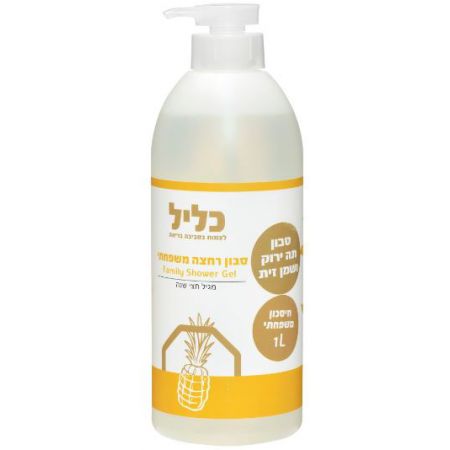 כליל
לצמוח בסביבה בריאה
סבון רחצה משפחתי
Family Shower Gel
מגיל חצי שנה
סבון
תה ירוק
ושמן זית
חיסכון
משפחתי
1L